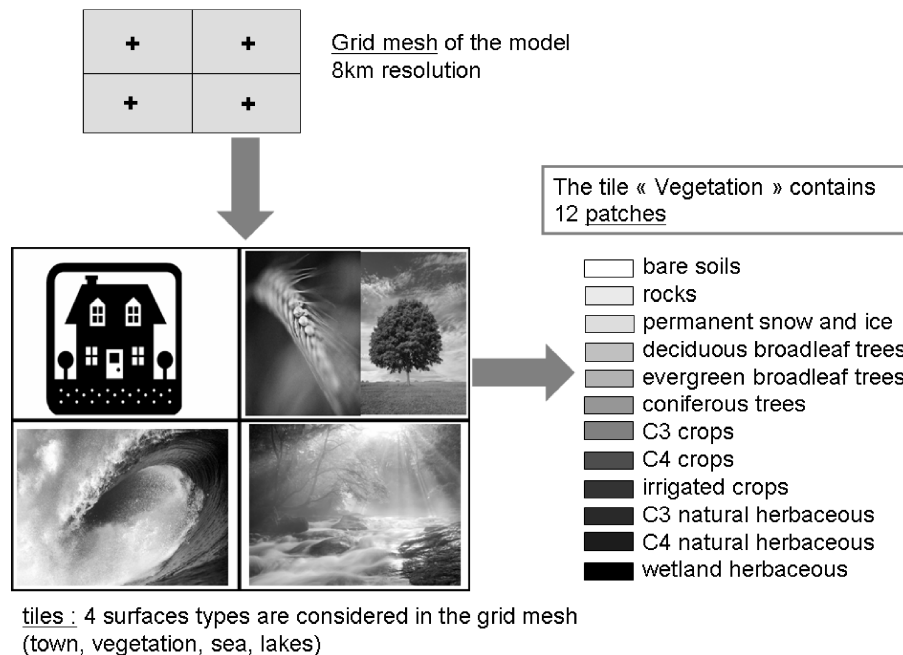 Grid mesh of the model
8km resolution
The tile « Vegetation » contains
12 patches
bare soils
rocks
permanent snow and ice
deciduous broadleaf trees
evergreen broadleaf trees
coniferous trees
C3 crops
C4 crops
irrigated crops
C3 natural herbaceous
C4 natural herbaceous
wetland herbaceous
tiles : 4 surfaces types are considered in the grid mesh
(town, vegetation, sea, lakes)